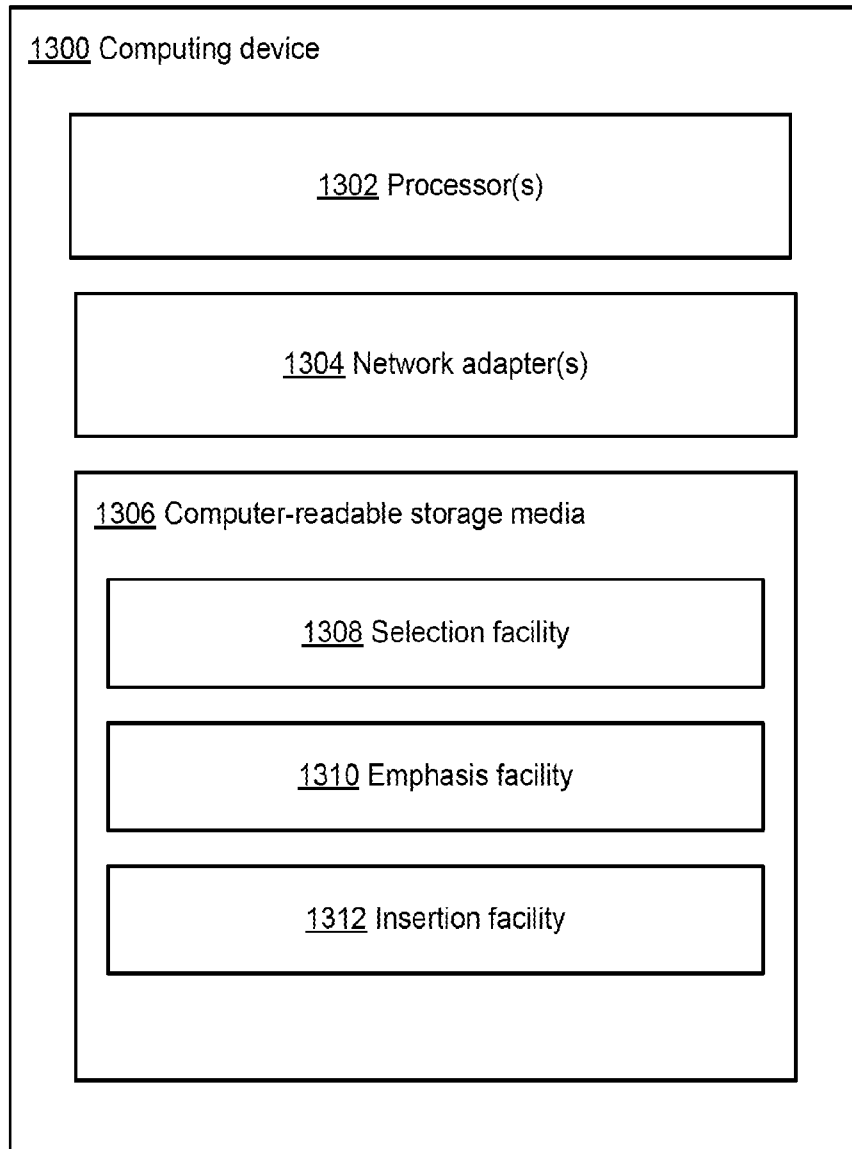 1300 Computing device
1302 Processor(s)
1304 Network adapter(s)
1306 Computer-readable storage media
1308 Selection facility
1310 Emphasis facility
1312 Insertion facility